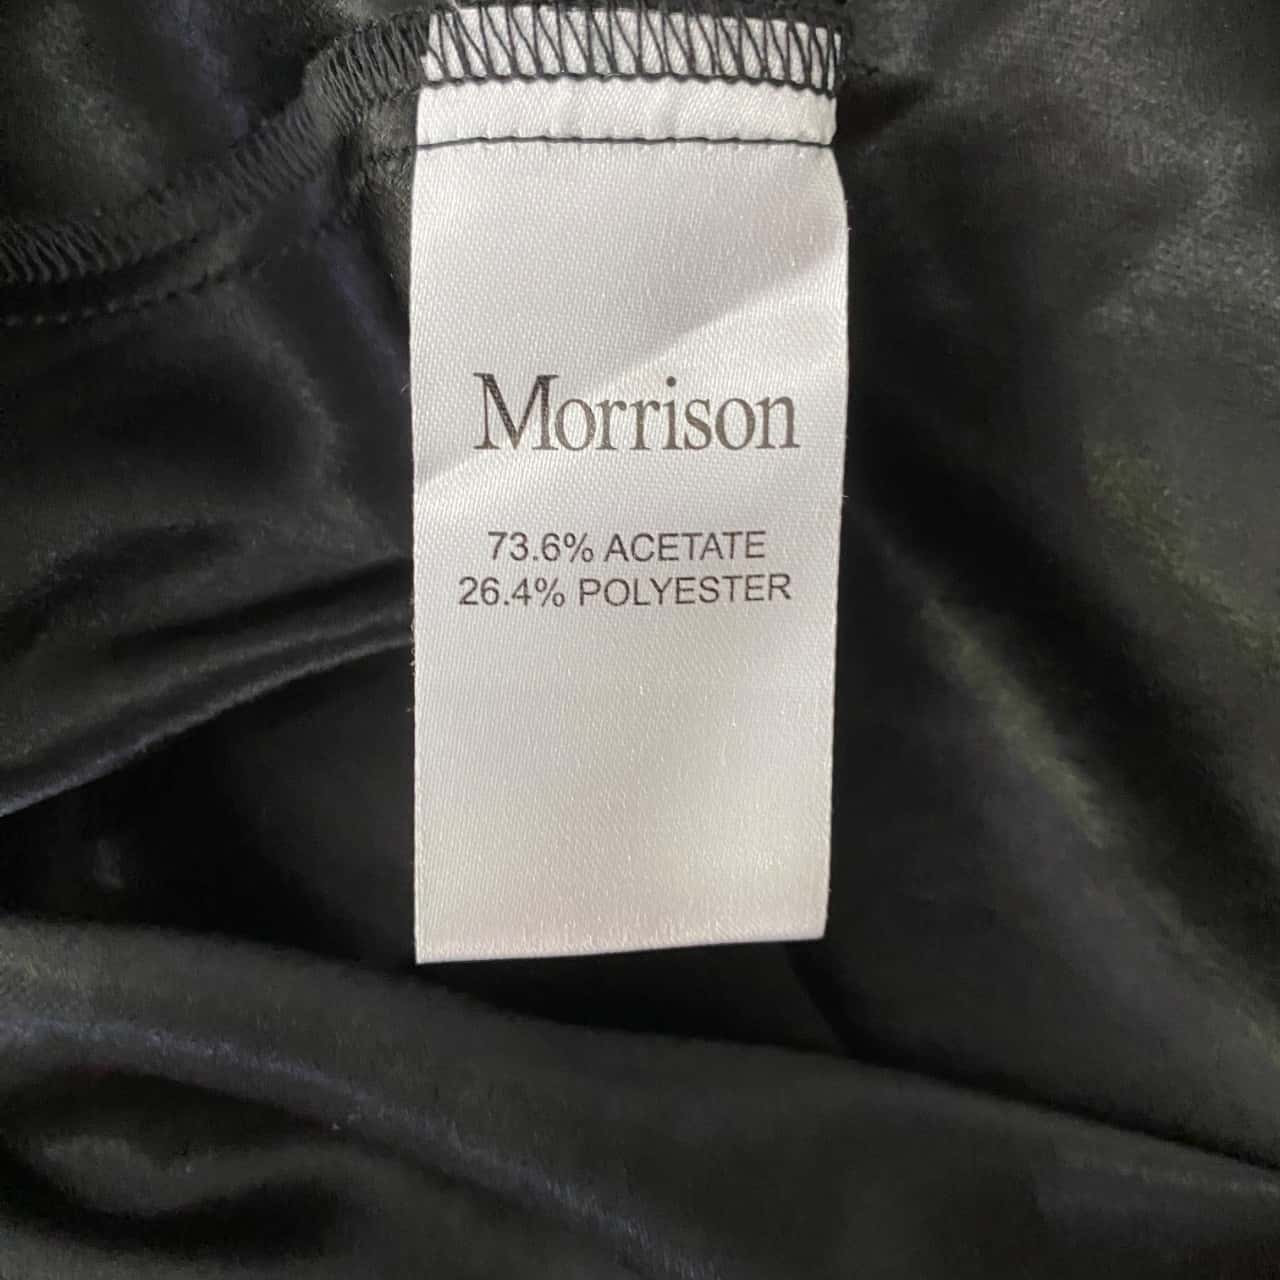 Morrison
73.6% ACETATE
26.4% POLYESTER